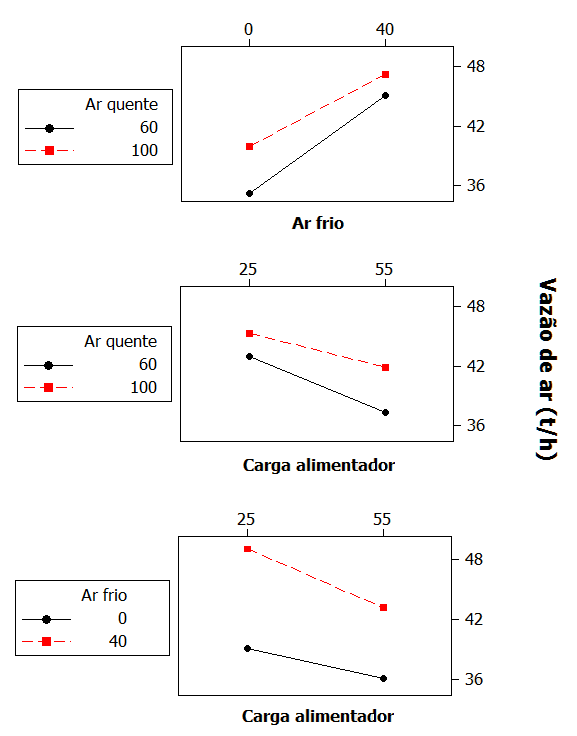 0 40
Ar quente
60
100
48
42
36
Ar frio
25 55
Ar quente
60
100
48
42
36
Carga alimentador
Vazão de ar (t/h)
25 55
Ar frio
0
40
48
42
36
Carga alimentador